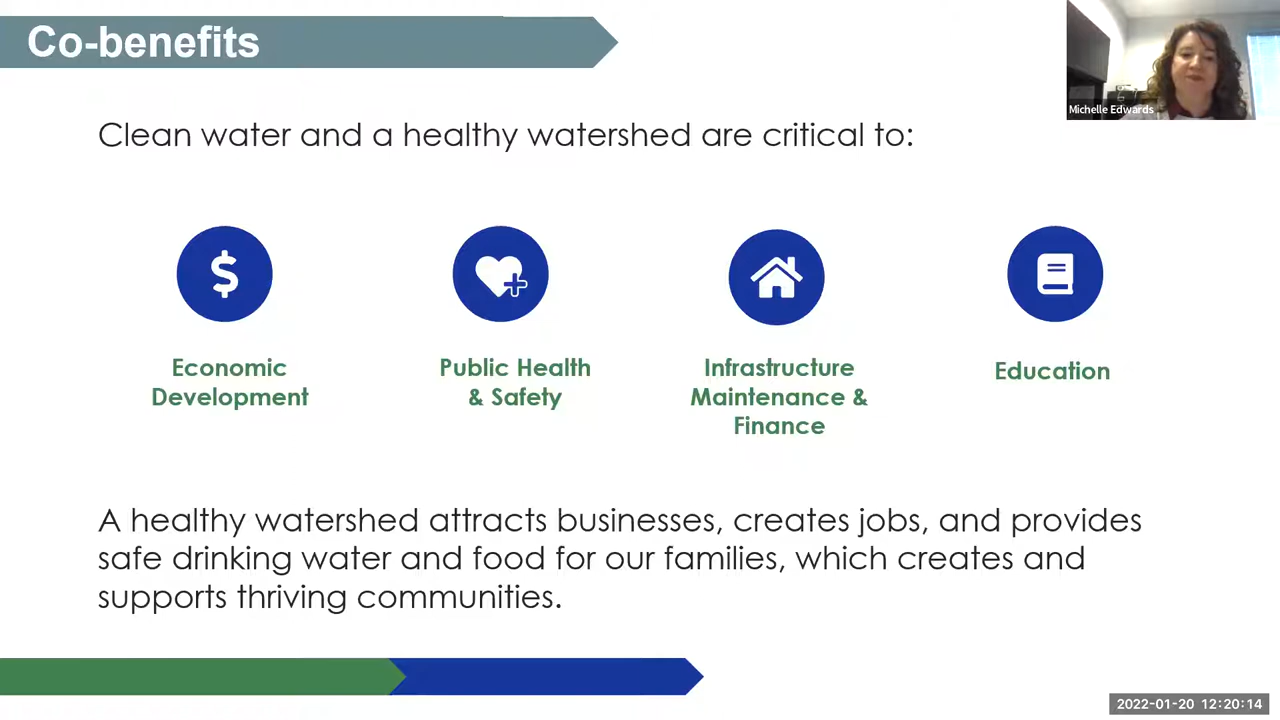 Co-benefits
Michelle Edwards
Clean water and a healthy watershed are critical to:
$
Economic
Development
Public Health
& Safety
Infrastructure
Maintenance &
Finance
Education
A healthy watershed attracts businesses, creates jobs, and provides
safe drinking water and food for our families, which creates and
supports thriving communities.
2022-01-20 12:20:14